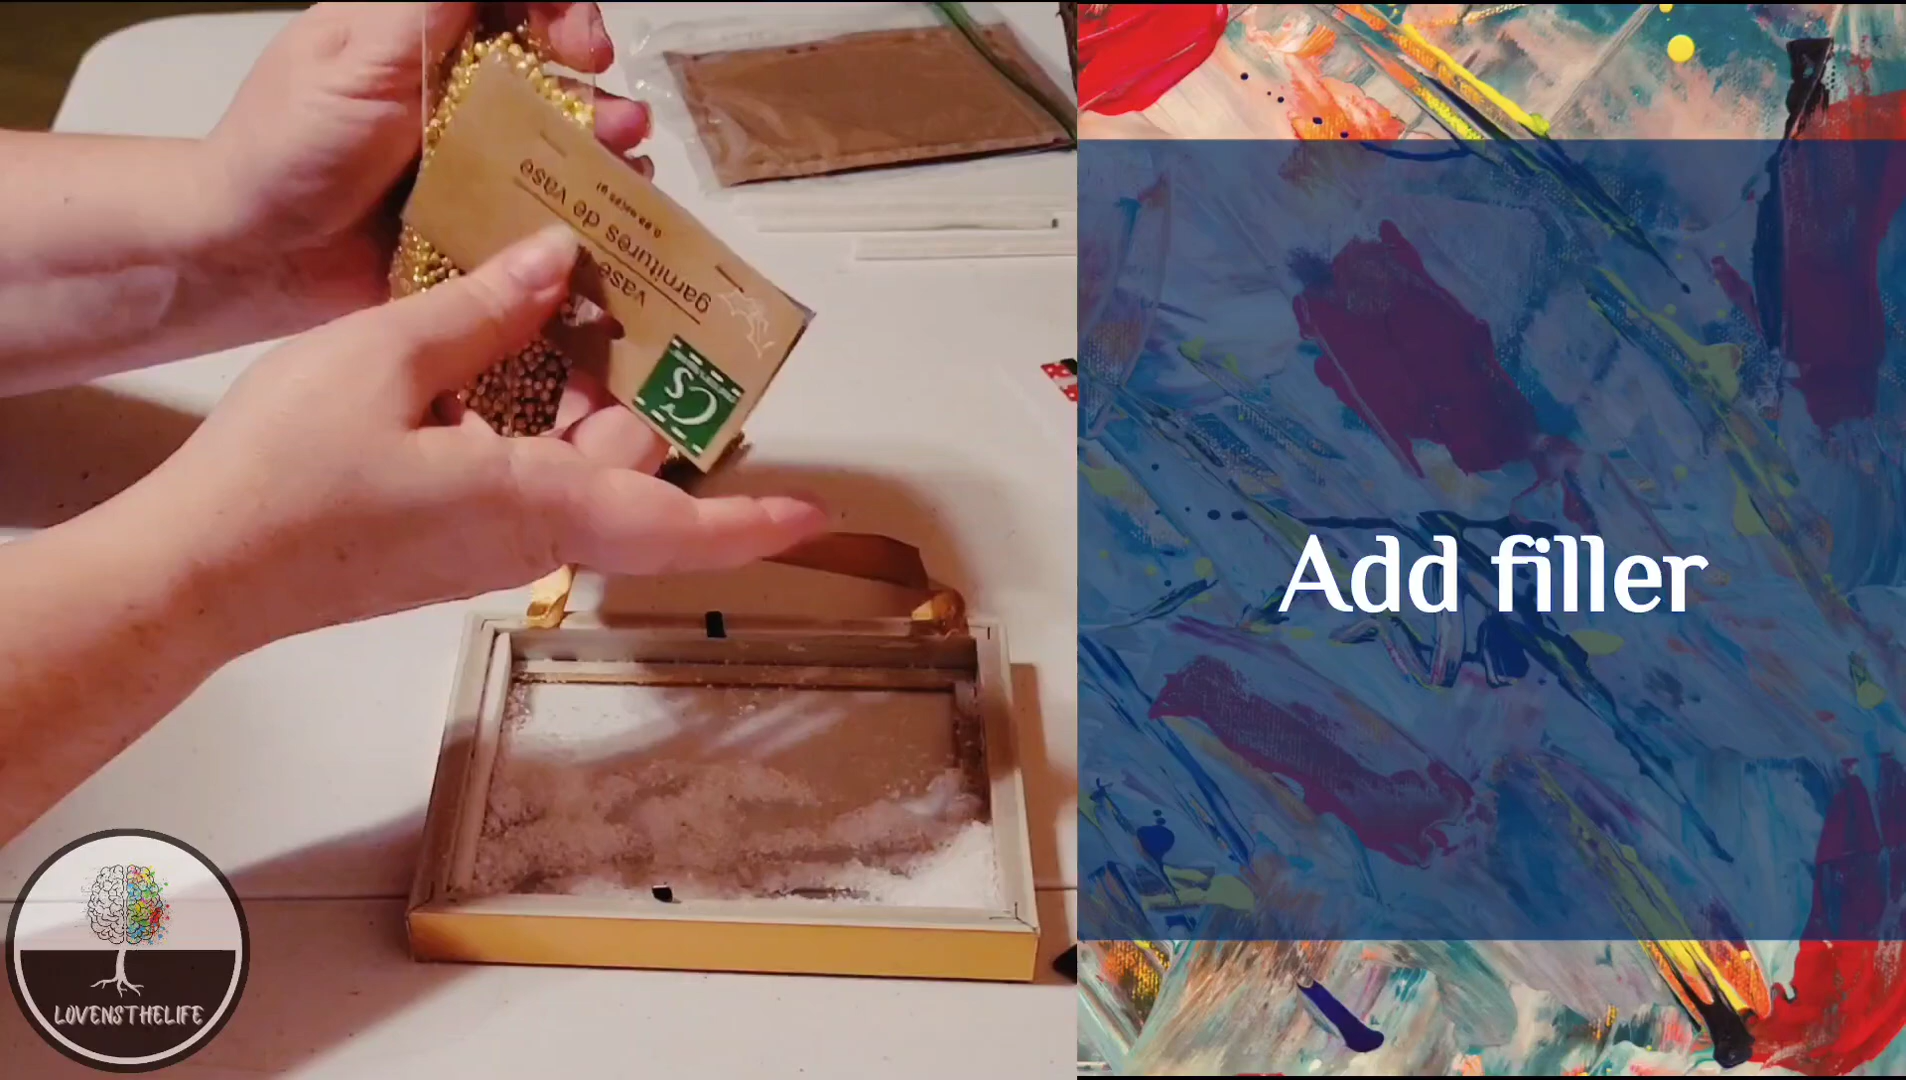 vase
garnitures de vase
Cs
Add filler
LOVENSTHELIFE